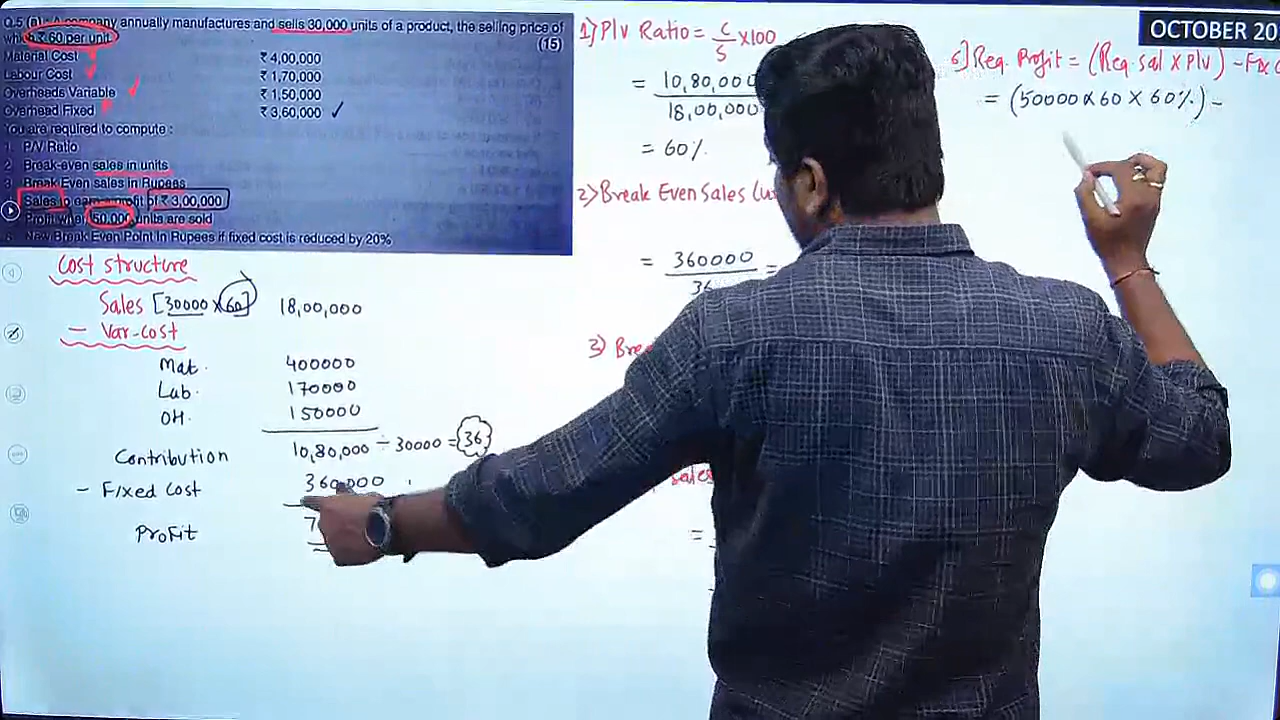 Q.5 (a) A company annually manufactures and sells 30,000 units of a product, the selling price of
which ₹ 60 per unit. (15)
Material Cost ₹ 4,00,000
Labour Cost ₹ 1,70,000
Overheads Variable ₹ 1,50,000
Overhead Fixed ₹ 3,60,000
You are required to compute :
1. P/V Ratio
2. Break-even sales in units
3. Break Even sales in Rupees
Sales to earn profit of ₹ 3,00,000
Profit when 50,000 units are sold
New Break Even Point in Rupees if fixed cost is reduced by 20%
Cost structure
Sales [30000 x 60] 18,00,000
- Var-cost
Mat. 400000
Lab. 170000
OH. 150000
Contribution 10,80,000 ÷ 30000 = 36
- Fixed Cost 360000
Profit 7
1) P/v Ratio = C/S x100
= 10,80,000
18,00,000
= 60%
2) Break Even Sales
= 360000 =
36
3)
Sales
=
OCTOBER
Req. Profit = (Req. sal x P/v) - Fix
= (50000 x 60 x 60%) -